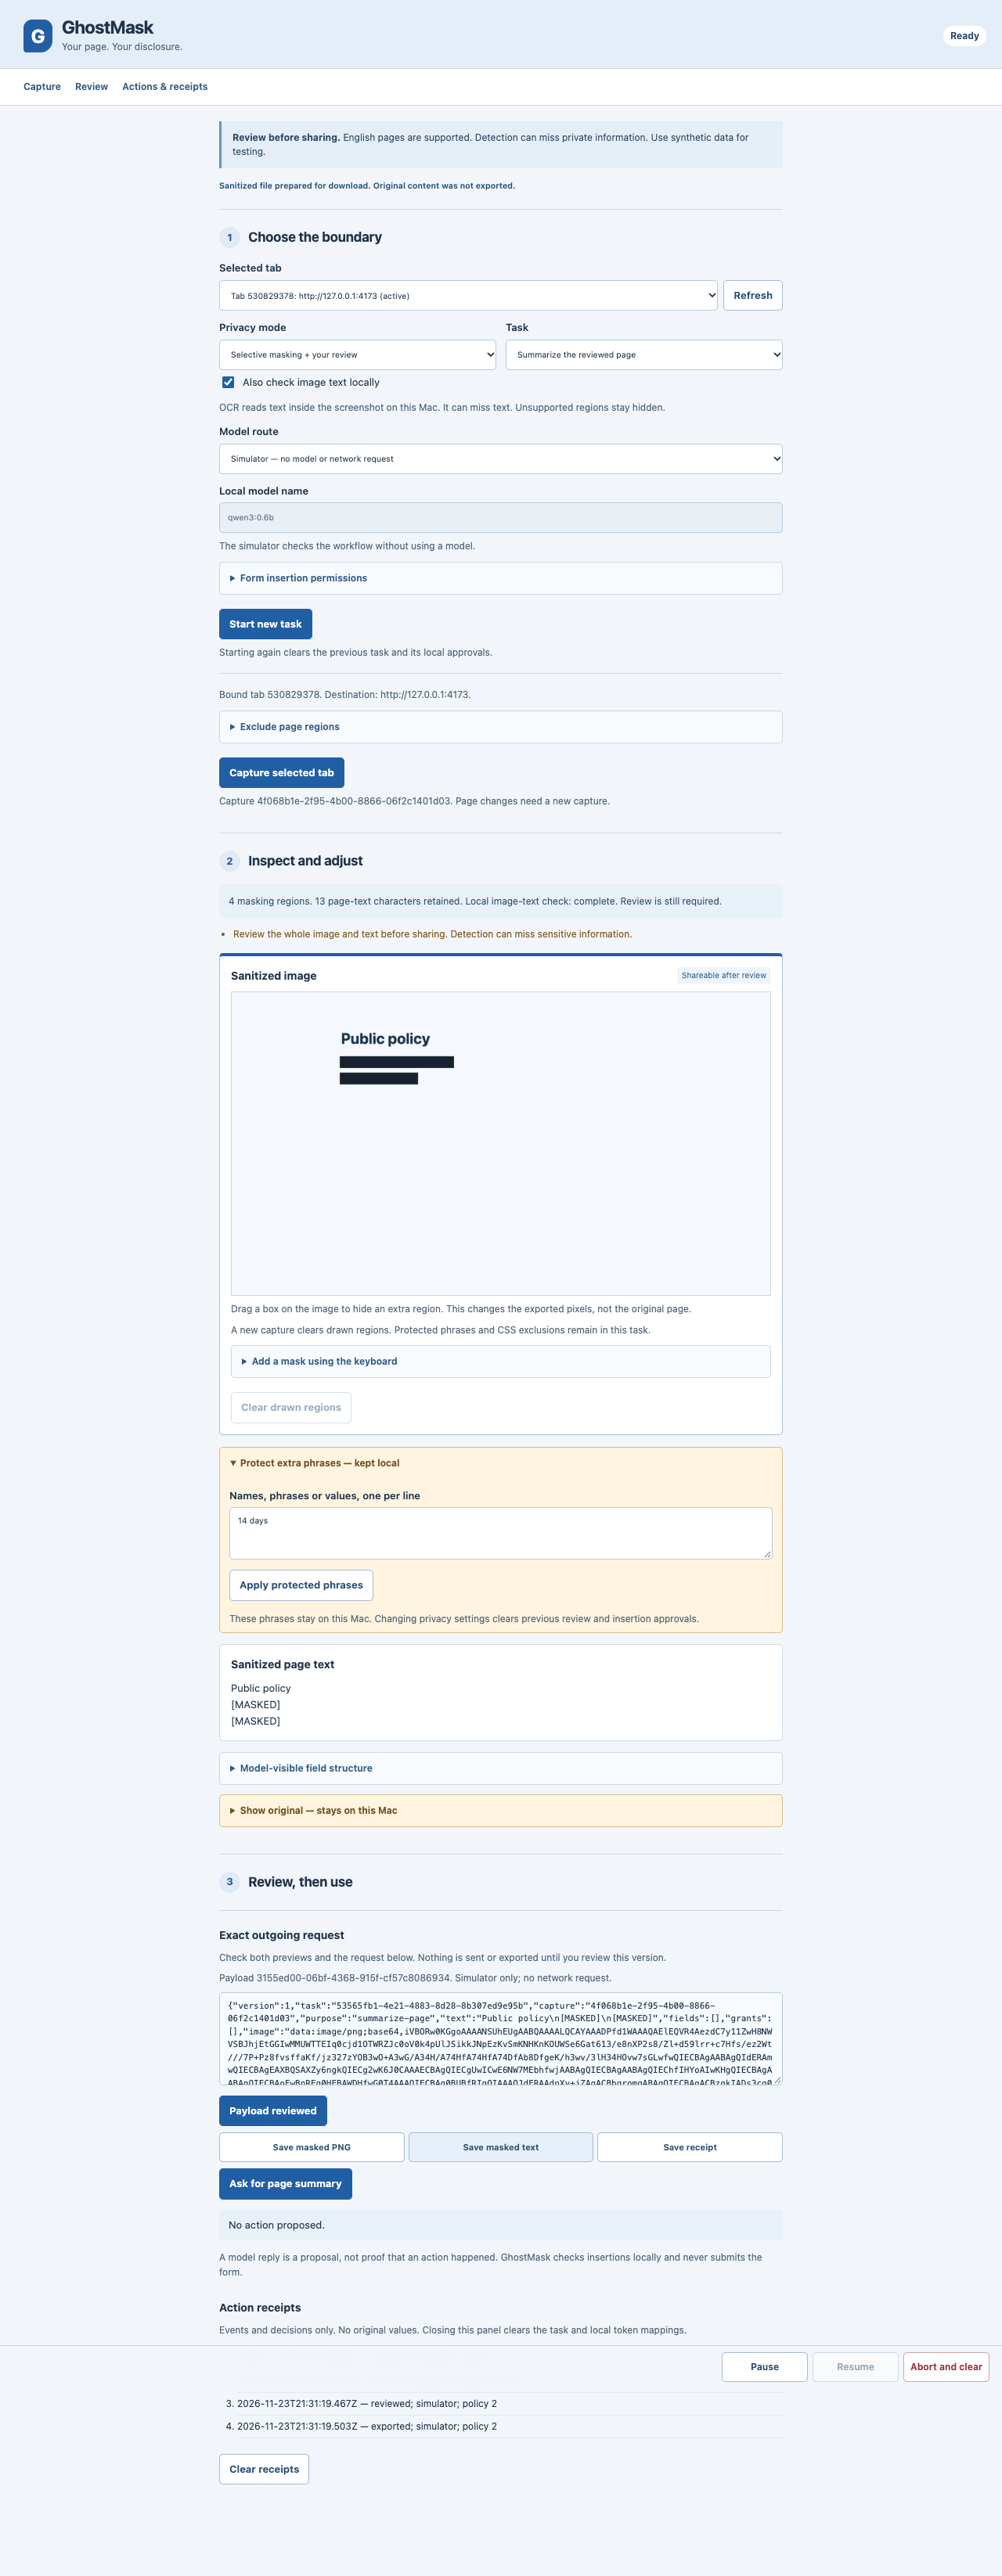 G
GhostMask
Your page. Your disclosure.
Ready
Capture
Review
Actions & receipts
Review before sharing. English pages are supported. Detection can miss private information. Use synthetic data for
testing.
Sanitized file prepared for download. Original content was not exported.
1
Choose the boundary
Selected tab
Tab 530829378: http://127.0.0.1:4173 (active)
Refresh
Privacy mode
Task
Selective masking + your review
Summarize the reviewed page
Also check image text locally
OCR reads text inside the screenshot on this Mac. It can miss text. Unsupported regions stay hidden.
Model route
Simulator — no model or network request
Local model name
qwen3:0.6b
The simulator checks the workflow without using a model.
Form insertion permissions
Start new task
Starting again clears the previous task and its local approvals.
Bound tab 530829378. Destination: http://127.0.0.1:4173.
Exclude page regions
Capture selected tab
Capture 4f068b1e-2f95-4b00-8866-06f2c1401d03. Page changes need a new capture.
2
Inspect and adjust
4 masking regions. 13 page-text characters retained. Local image-text check: complete. Review is still required.
• Review the whole image and text before sharing. Detection can miss sensitive information.
Sanitized image
Shareable after review
Public policy
Drag a box on the image to hide an extra region. This changes the exported pixels, not the original page.
A new capture clears drawn regions. Protected phrases and CSS exclusions remain in this task.
Add a mask using the keyboard
Clear drawn regions
Protect extra phrases — kept local
Names, phrases or values, one per line
14 days
Apply protected phrases
These phrases stay on this Mac. Changing privacy settings clears previous review and insertion approvals.
Sanitized page text
Public policy
[MASKED]
[MASKED]
Model-visible field structure
Show original — stays on this Mac
3
Review, then use
Exact outgoing request
Check both previews and the request below. Nothing is sent or exported until you review this version.
Payload 3155ed00-06bf-4368-915f-cf57c8086934. Simulator only; no network request.
{"version":1,"task":"53565fb1-4e21-4883-8d28-8b307ed9e95b","capture":"4f068b1e-2f95-4b00-8866-
06f2c1401d03","purpose":"summarize-page","text":"Public policy\n[MASKED]\n[MASKED]","fields":[],"grants":
[],"image":"data:image/png;base64,
Payload reviewed
Save masked PNG
Save masked text
Save receipt
Ask for page summary
No action proposed.
A model reply is a proposal, not proof that an action happened. GhostMask checks insertions locally and never submits the
form.
Action receipts
Events and decisions only. No original values. Closing this panel clears the task and local token mappings.
Pause
Resume
Abort and clear
3. 2026-11-23T21:31:19.467Z — reviewed; simulator; policy 2
4. 2026-11-23T21:31:19.503Z — exported; simulator; policy 2
Clear receipts